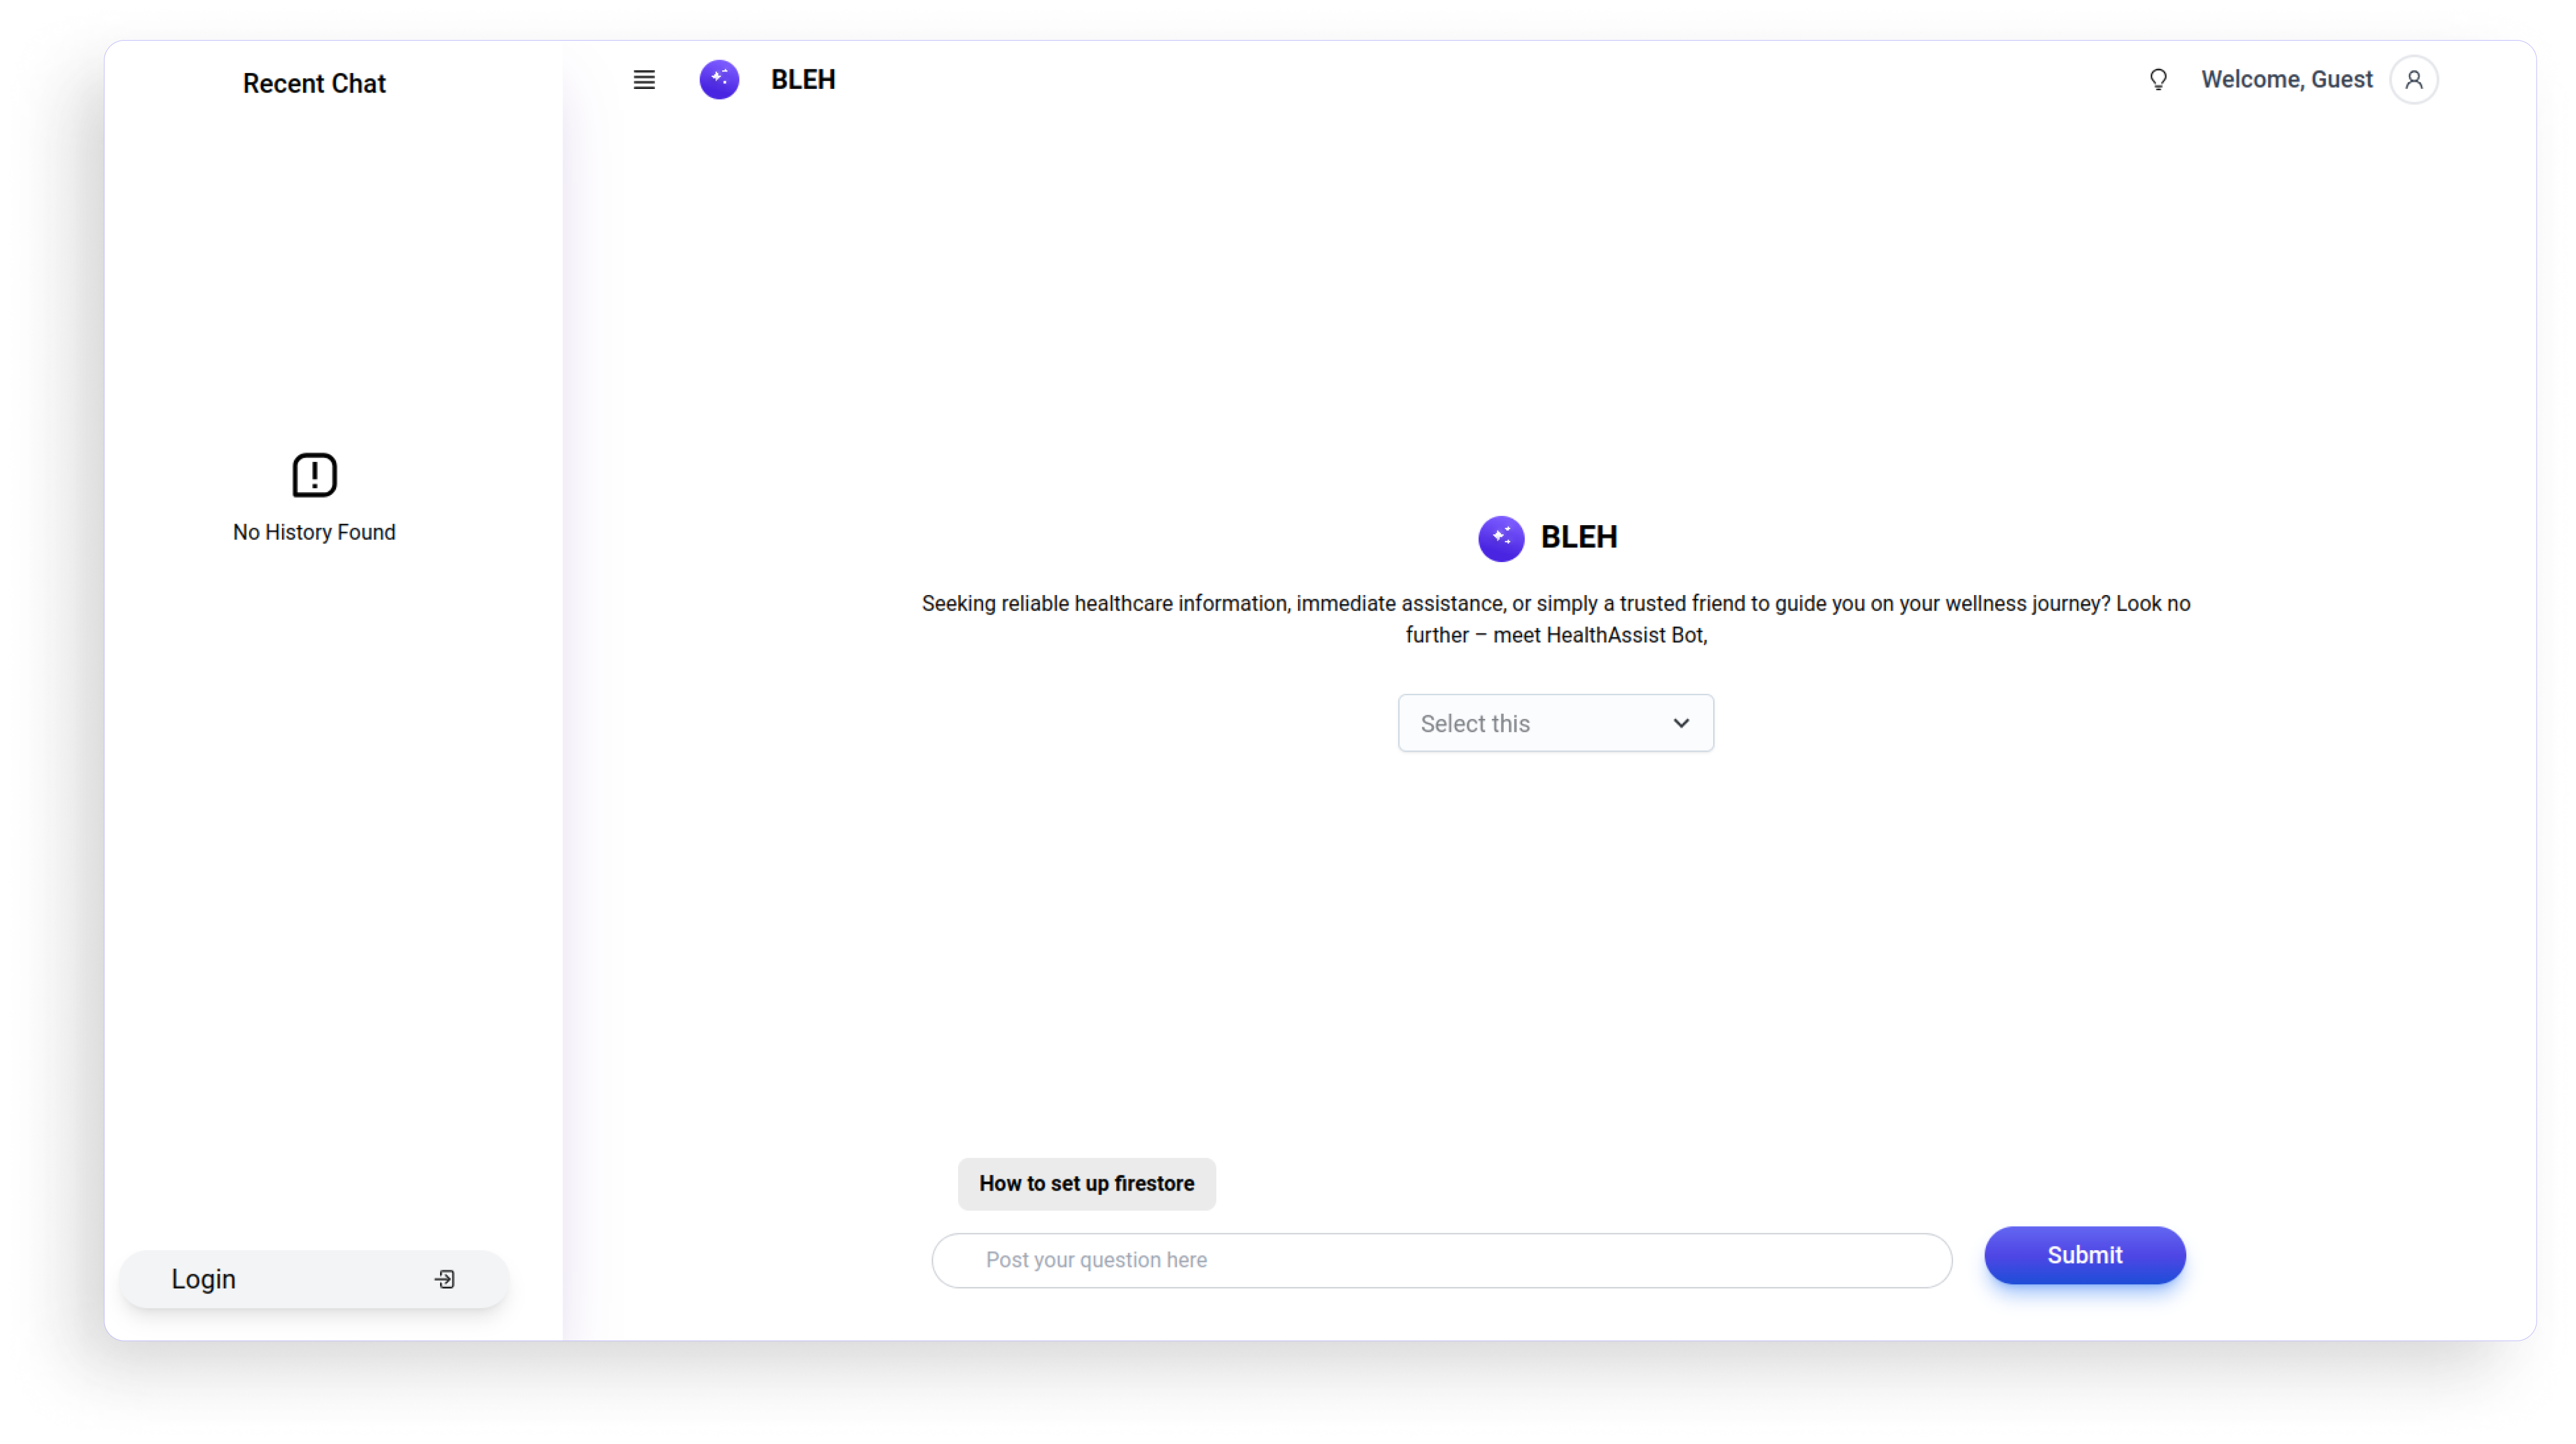 Recent Chat
BLEH
Welcome, Guest
No History Found
BLEH
Seeking reliable healthcare information, immediate assistance, or simply a trusted friend to guide you on your wellness journey? Look no
further – meet HealthAssist Bot,
Select this
How to set up firestore
Post your question here
Submit
Login